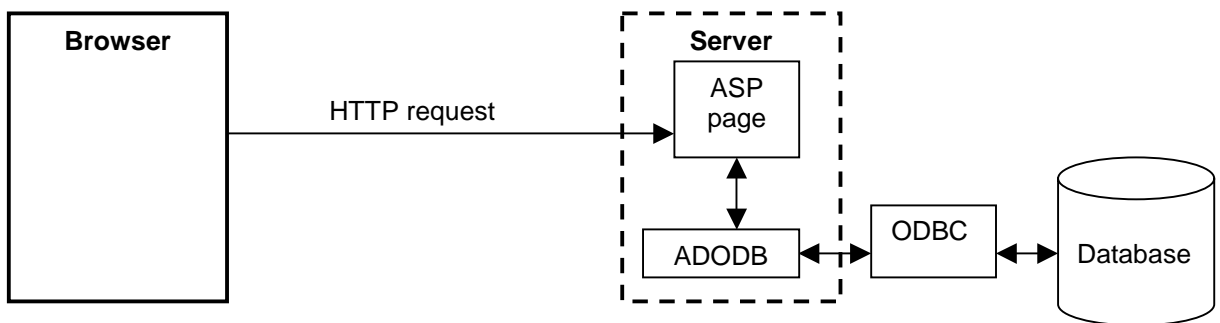 Browser
Server
ASP
page
HTTP request
ADODB
ODBC
Database